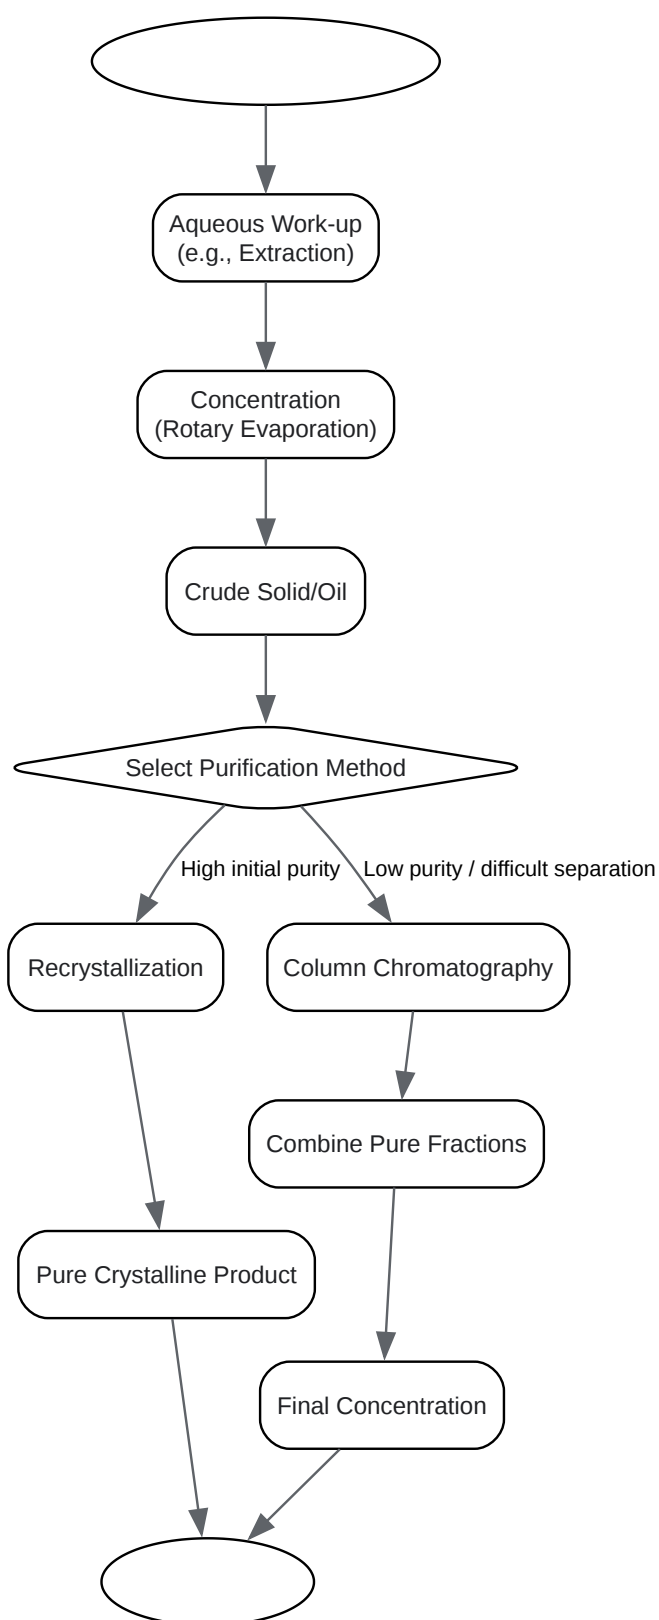 Aqueous Work-up
(e.g., Extraction)
Concentration
(Rotary Evaporation)
Crude Solid/Oil
Select Purification Method
High initial purity
Low purity / difficult separation
Recrystallization
Column Chromatography
Combine Pure Fractions
Pure Crystalline Product
Final Concentration